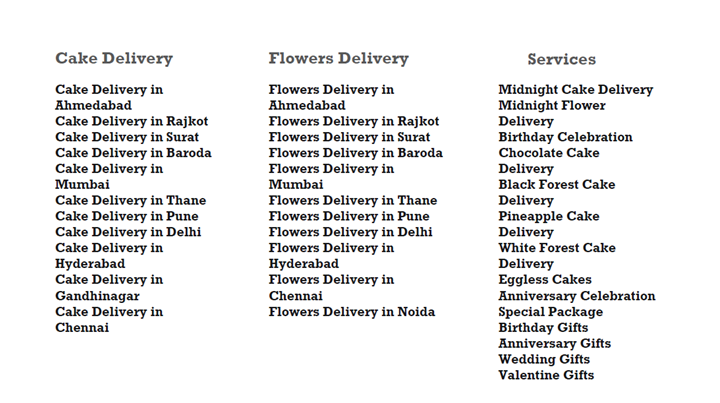 Cake Delivery
Cake Delivery in
Ahmedabad
Cake Delivery in Rajkot
Cake Delivery in Surat
Cake Delivery in Baroda
Cake Delivery in
Mumbai
Cake Delivery in Thane
Cake Delivery in Pune
Cake Delivery in Delhi
Cake Delivery in
Hyderabad
Cake Delivery in
Gandhinagar
Cake Delivery in
Chennai
Flowers Delivery
Flowers Delivery in
Ahmedabad
Flowers Delivery in Rajkot
Flowers Delivery in Surat
Flowers Delivery in Baroda
Flowers Delivery in
Mumbai
Flowers Delivery in Thane
Flowers Delivery in Pune
Flowers Delivery in Delhi
Flowers Delivery in
Hyderabad
Flowers Delivery in
Chennai
Flowers Delivery in Noida
Services
Midnight Cake Delivery
Midnight Flower
Delivery
Birthday Celebration
Chocolate Cake
Delivery
Black Forest Cake
Delivery
Pineapple Cake
Delivery
White Forest Cake
Delivery
Eggless Cakes
Anniversary Celebration
Special Package
Birthday Gifts
Anniversary Gifts
Wedding Gifts
Valentine Gifts